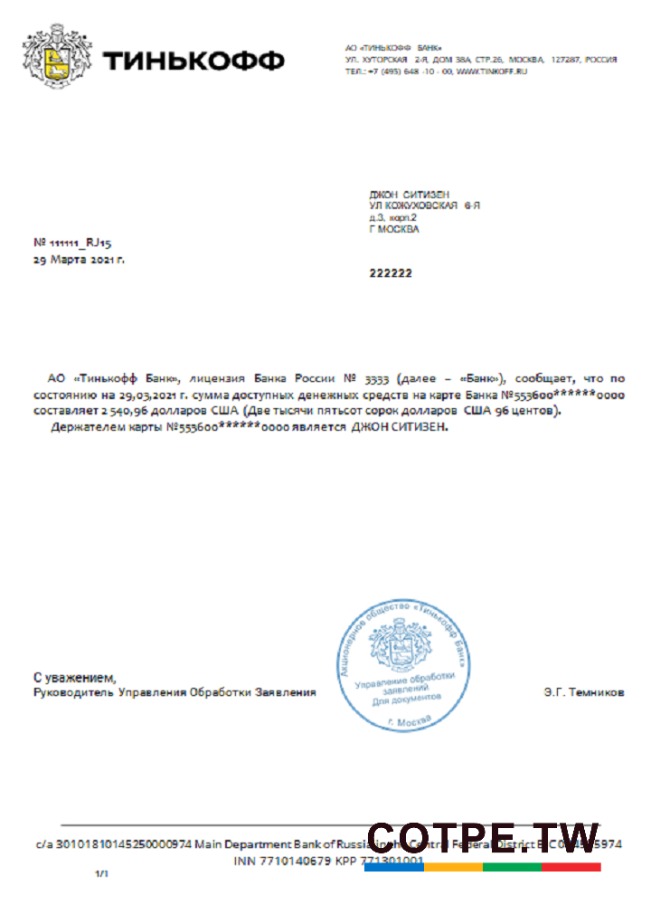 ТИНЬКОФФ
АО «ТИНЬКОФФ БАНК»
УЛ. ХУТОРСКАЯ 2-Я, ДОМ 38А, СТР.26, МОСКВА, 127287, РОССИЯ
ТЕЛ.: +7 (495) 648 -10 - 00, WWW.TINKOFF.RU
ДЖОН СИТИЗЕН
УЛ КОЖУХОВСКАЯ 6-Я
д.3, корп.2
Г МОСКВА
№ 111111_RJ15
29 Марта 2021 г.
222222
АО «Тинькофф Банк», лицензия Банка России № 3333 (далее – «Банк»), сообщает, что по
состоянию на 29,03,2021 г. сумма доступных денежных средств на карте Банка №553600******0000
составляет 2 540,96 долларов США (Две тысячи пятьсот сорок долларов США 96 центов).
Держателем карты №553600******0000 является ДЖОН СИТИЗЕН.
Акционерное общество «Тинькофф Банк»
Управление обработки
заявлений
Для документов
г. Москва
С уважением,
Руководитель Управления Обработки Заявления
Э.Г. Темников
c/a 30101810145250000974 Main Department Bank of Russia Central Federal District
INN 7710140679 KPP 771301001
COTPE.TW
1/1